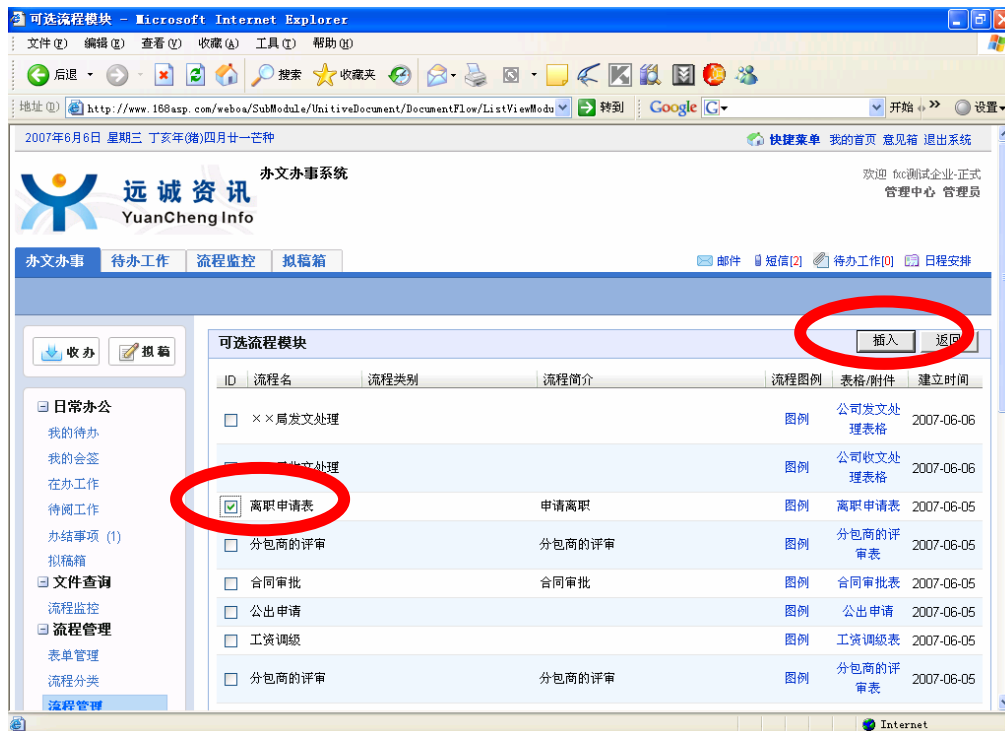 可选流程模块 - Microsoft Internet Explorer
文件(F) 编辑(E) 查看(V) 收藏(A) 工具(T) 帮助(H)
后退 搜索 收藏夹
地址(D) http://www.168asp.com/weboa/SubModule/UnitiveDocument/DocumentFlow/ListViewModu 转到 Google G 开始 设置
2007年6月6日 星期三 丁亥年(猪)四月廿一芒种 快捷菜单 我的首页 意见箱 退出系统
远诚资讯 办文办事系统 欢迎 fxc测试企业-正式
YuanCheng Info 管理中心 管理员
办文办事 待办工作 流程监控 拟稿箱 邮件 短信[2] 待办工作[0] 日程安排
收办 拟稿
日常办公
我的待办
我的会签
在办工作
待阅工作
办结事项 (1)
拟稿箱
文件查询
流程监控
流程管理
表单管理
流程分类
流程管理
可选流程模块 插入 返回
ID 流程名 流程类别 流程简介 流程图例 表格/附件 建立时间
××局发文处理 图例 公司发文处理表格 2007-06-06
收文处理 图例 公司收文处理表格 2007-06-06
离职申请表 申请离职 图例 离职申请表 2007-06-05
分包商的评审 分包商的评审 图例 分包商的评审表 2007-06-05
合同审批 合同审批 图例 合同审批表 2007-06-05
公出申请 图例 公出申请 2007-06-05
工资调级 图例 工资调级表 2007-06-05
分包商的评审 分包商的评审 图例 分包商的评审表 2007-06-05
Internet